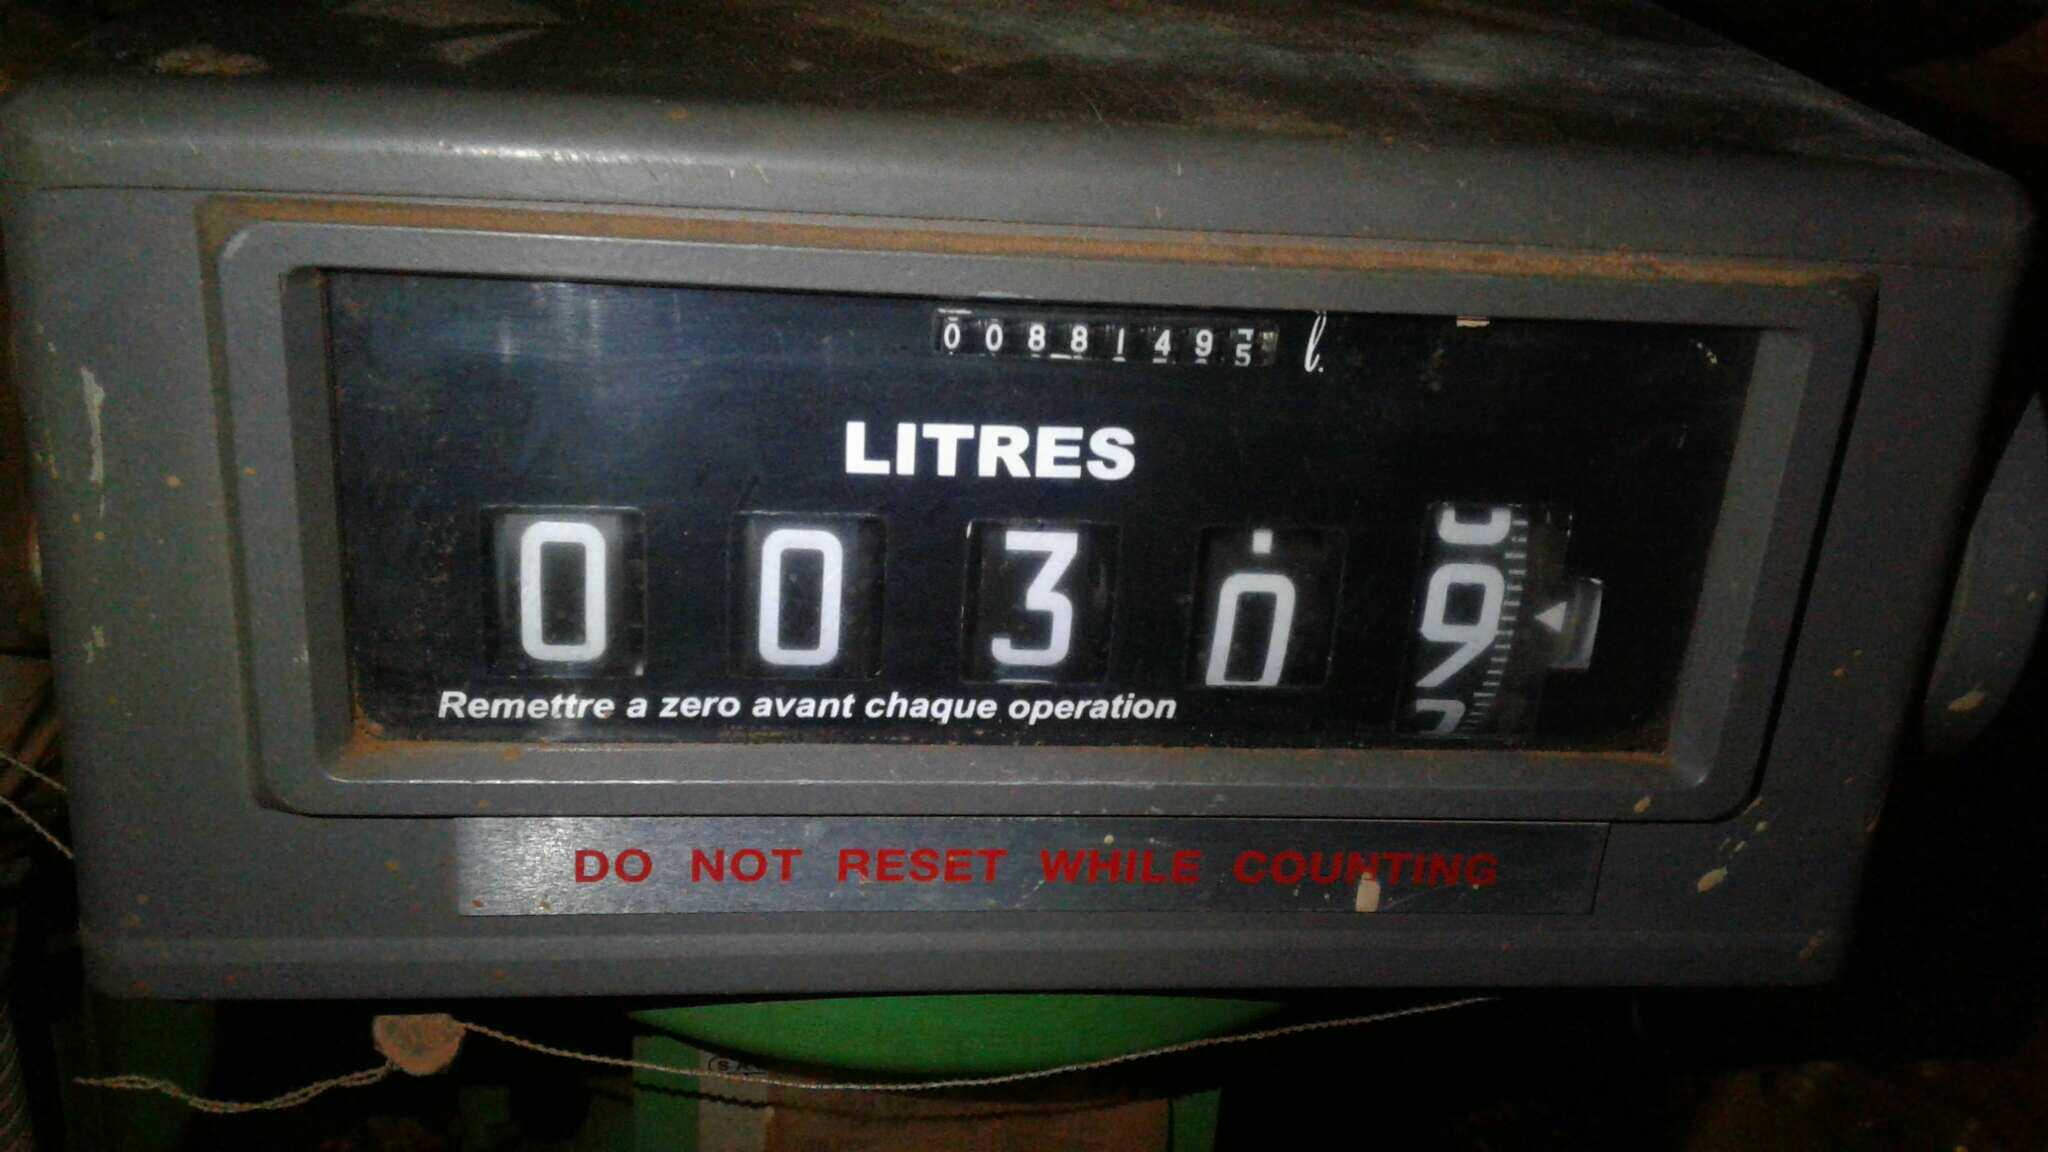 0088149 l.
LITRES
0 0 3 0 9
Remettre a zero avant chaque operation
DO NOT RESET WHILE COUNTING